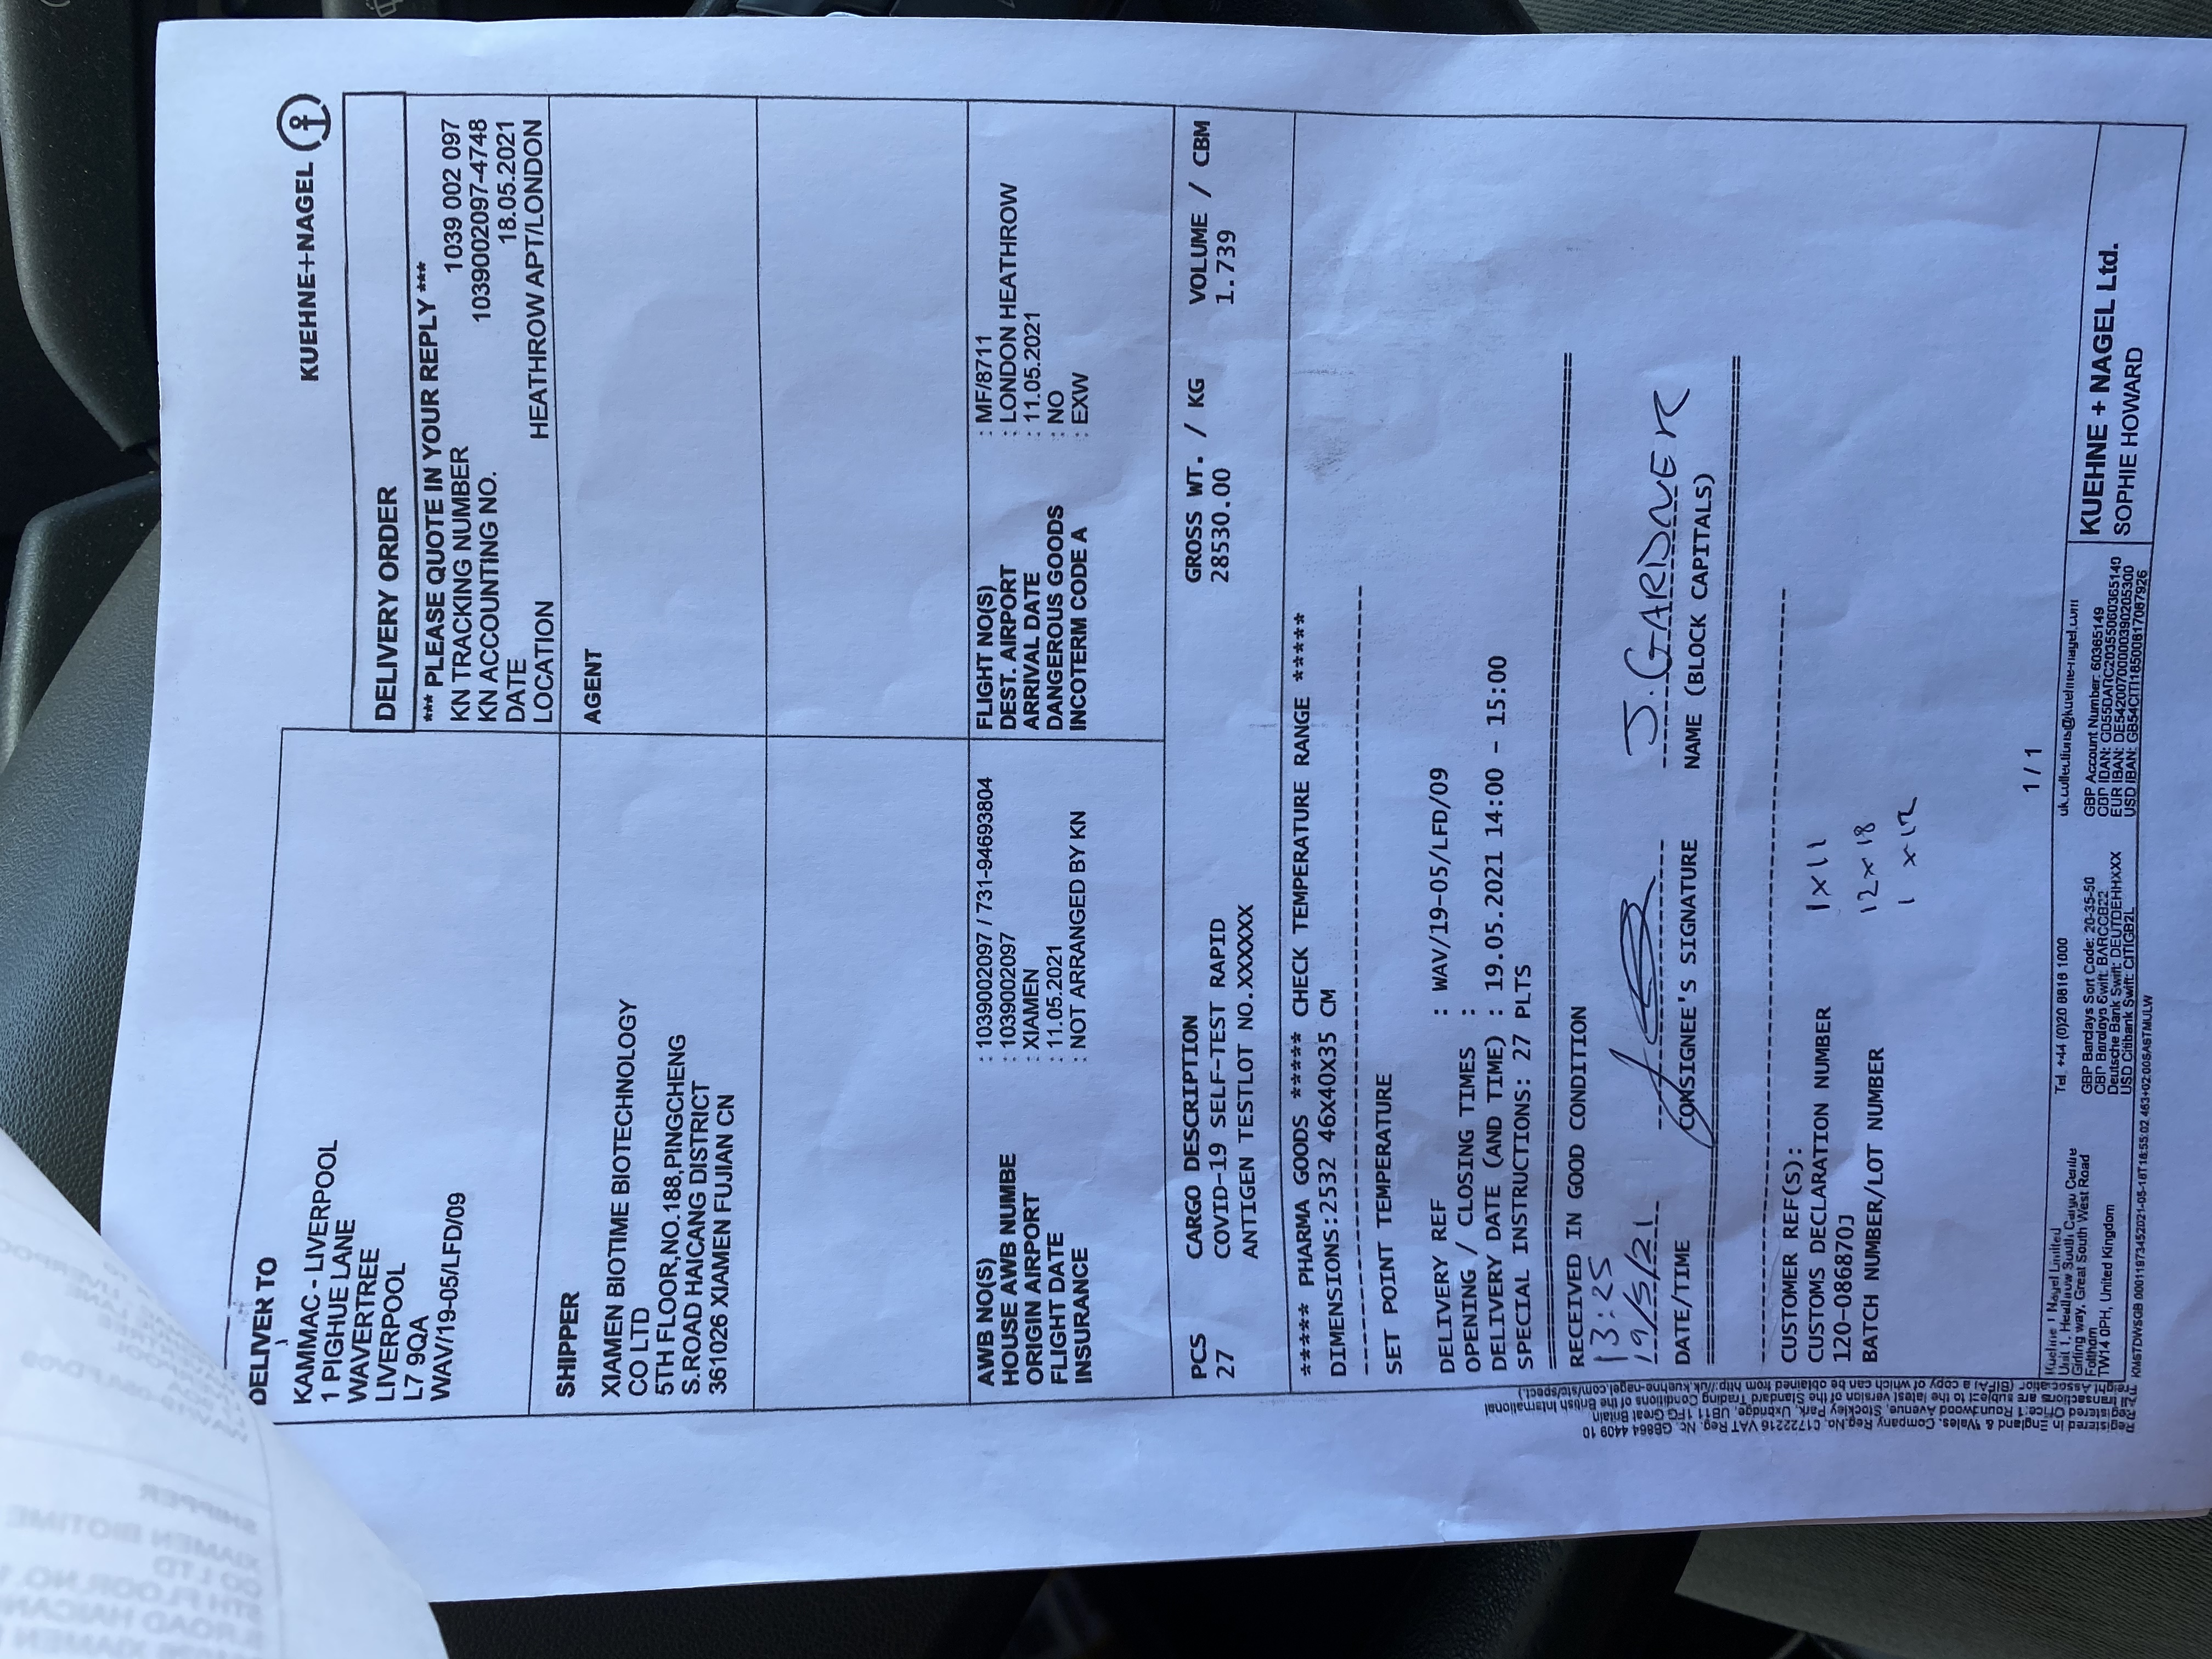 DELIVER TO
KAMMAC - LIVERPOOL
1 PIGHUE LANE
WAVERTREE
LIVERPOOL
L7 9QA
WAV/19-05/LFD/09
KUEHNE+NAGEL
DELIVERY ORDER
*** PLEASE QUOTE IN YOUR REPLY ***
KN TRACKING NUMBER 1039 002 097
KN ACCOUNTING NO. 1039002097-4748
DATE 18.05.2021
LOCATION HEATHROW APT/LONDON
SHIPPER
XIAMEN BIOTIME BIOTECHNOLOGY
CO LTD
5TH FLOOR,NO.188,PINGCHENG
S.ROAD HAICANG DISTRICT
361026 XIAMEN FUJIAN CN
AGENT
AWB NO(S) : 1039002097 / 731-94693804
HOUSE AWB NUMBE : 1039002097
ORIGIN AIRPORT : XIAMEN
FLIGHT DATE : 11.05.2021
INSURANCE : NOT ARRANGED BY KN
FLIGHT NO(S) : MF/8711
DEST. AIRPORT : LONDON HEATHROW
ARRIVAL DATE : 11.05.2021
DANGEROUS GOODS : NO
INCOTERM CODE A : EXW
PCS CARGO DESCRIPTION GROSS WT. / KG VOLUME / CBM
27 COVID-19 SELF-TEST RAPID 28530.00 1.739
ANTIGEN TESTLOT NO.XXXXXX
***** PHARMA GOODS ***** CHECK TEMPERATURE RANGE *****
DIMENSIONS:2532 46X40X35 CM
SET POINT TEMPERATURE
DELIVERY REF : WAV/19-05/LFD/09
OPENING / CLOSING TIMES :
DELIVERY DATE (AND TIME) : 19.05.2021 14:00 - 15:00
SPECIAL INSTRUCTIONS: 27 PLTS
RECEIVED IN GOOD CONDITION
13:25
19/5/21 J. GARDNER
DATE/TIME CONSIGNEE'S SIGNATURE NAME (BLOCK CAPITALS)
CUSTOMER REF(S):
CUSTOMS DECLARATION NUMBER 1x11
120-086870J
BATCH NUMBER/LOT NUMBER 12x18
1 x12
1 / 1
Registered in England & Wales. Company Reg.No. 01722216 VAT Reg. No. GB864 4409 10
Registered Office:1 Roundwood Avenue, Stockley Park, Uxbridge, UB11 1FG Great Britain
All transactions are subject to the latest version of the Standard Trading Conditions of the British International
Freight Association (BIFA) a copy of which can be obtained from http://uk.kuehne-nagel.com/stc/spect.)
Kuehne + Nagel Limited
Unit 1, Heathrow South Cargo Centre
Girling way, Great South West Road
Feltham
TW14 0PH, United Kingdom
Tel. +44 (0)20 8818 1000
GBP Barclays Sort Code: 20-35-50
GBP Barclays Swift: BARCGB22
Deutsche Bank Swift: DEUTDEHHXXX
USD Citibank Swift: CITIGB2L
uk.collections@kuehne-nagel.com
GBP Account Number: 60365149
GBP IBAN: GB55BARC20355060365149
EUR IBAN: DE54200700000390205300
USD IBAN: GB54CITI18500817087926
KUEHNE + NAGEL Ltd.
SOPHIE HOWARD